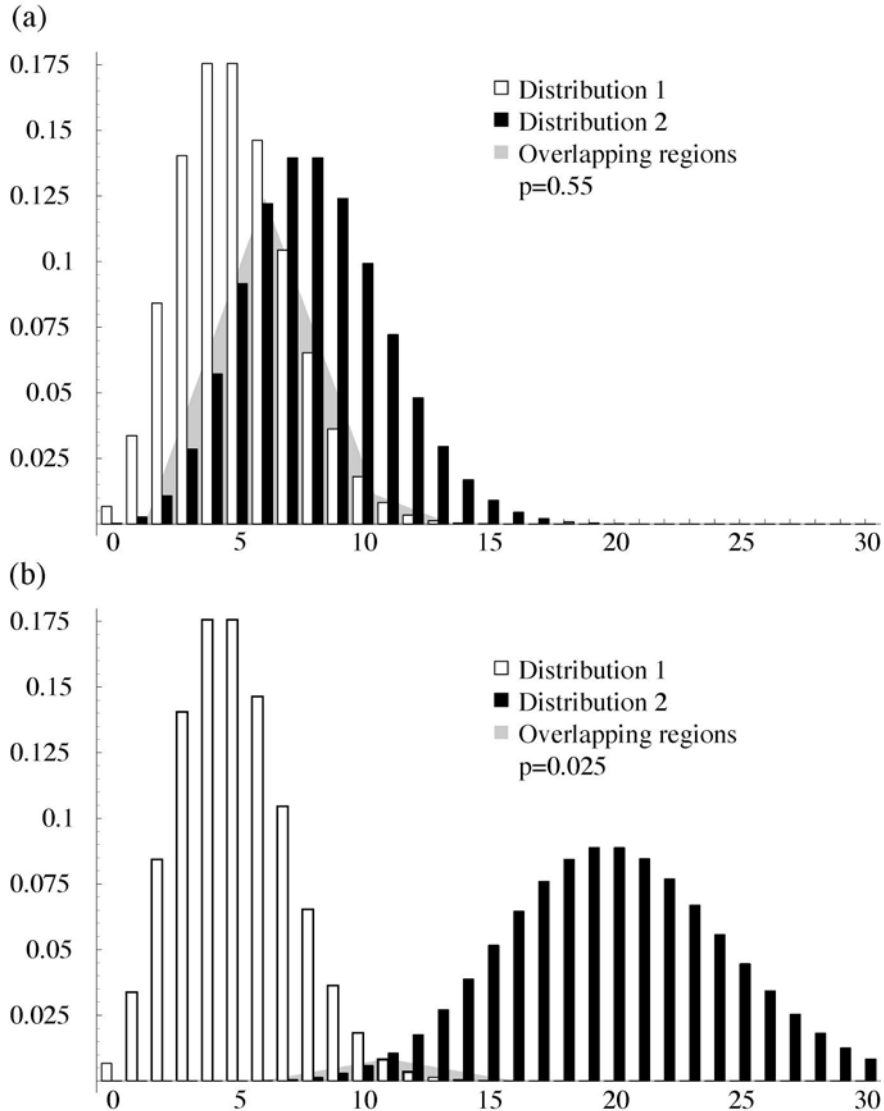 (a)
0.175
0.15
0.125
0.1
0.075
0.05
0.025
Distribution 1
Distribution 2
Overlapping regions
p=0.55
0 5 10 15 20 25 30
(b)
0.175
0.15
0.125
0.1
0.075
0.05
0.025
Distribution 1
Distribution 2
Overlapping regions
p=0.025
0 5 10 15 20 25 30